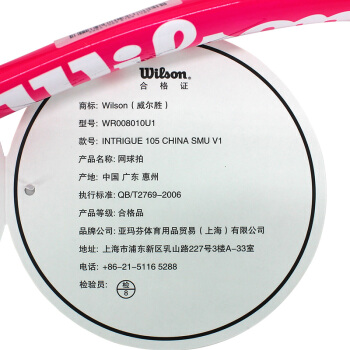 Wilson
Wilson
合格证
商标: Wilson（威尔胜）
型号: WR008010U1
款号: INTRIGUE 105 CHINA SMU V1
产品名称: 网球拍
产地: 中国 广东 惠州
执行标准: QB/T2769-2006
产品等级: 合格品
品牌公司: 亚玛芬体育用品贸易（上海）有限公司
地址: 上海市浦东新区乳山路227号3楼A-33室
电话: +86-21-5116 5288
检验员: 检
8